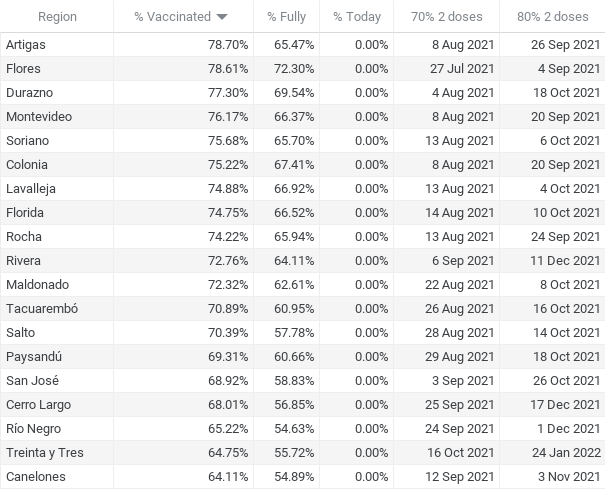 Region % Vaccinated % Fully % Today 70% 2 doses 80% 2 doses
Artigas 78.70% 65.47% 0.00% 8 Aug 2021 26 Sep 2021
Flores 78.61% 72.30% 0.00% 27 Jul 2021 4 Sep 2021
Durazno 77.30% 69.54% 0.00% 4 Aug 2021 18 Oct 2021
Montevideo 76.17% 66.37% 0.00% 8 Aug 2021 20 Sep 2021
Soriano 75.68% 65.70% 0.00% 13 Aug 2021 6 Oct 2021
Colonia 75.22% 67.41% 0.00% 8 Aug 2021 20 Sep 2021
Lavalleja 74.88% 66.92% 0.00% 13 Aug 2021 4 Oct 2021
Florida 74.75% 66.52% 0.00% 14 Aug 2021 10 Oct 2021
Rocha 74.22% 65.94% 0.00% 13 Aug 2021 24 Sep 2021
Rivera 72.76% 64.11% 0.00% 6 Sep 2021 11 Dec 2021
Maldonado 72.32% 62.61% 0.00% 22 Aug 2021 8 Oct 2021
Tacuarembó 70.89% 60.95% 0.00% 26 Aug 2021 16 Oct 2021
Salto 70.39% 57.78% 0.00% 28 Aug 2021 14 Oct 2021
Paysandú 69.31% 60.66% 0.00% 29 Aug 2021 18 Oct 2021
San José 68.92% 58.83% 0.00% 3 Sep 2021 26 Oct 2021
Cerro Largo 68.01% 56.85% 0.00% 25 Sep 2021 17 Dec 2021
Río Negro 65.22% 54.63% 0.00% 24 Sep 2021 1 Dec 2021
Treinta y Tres 64.75% 55.72% 0.00% 16 Oct 2021 24 Jan 2022
Canelones 64.11% 54.89% 0.00% 12 Sep 2021 3 Nov 2021